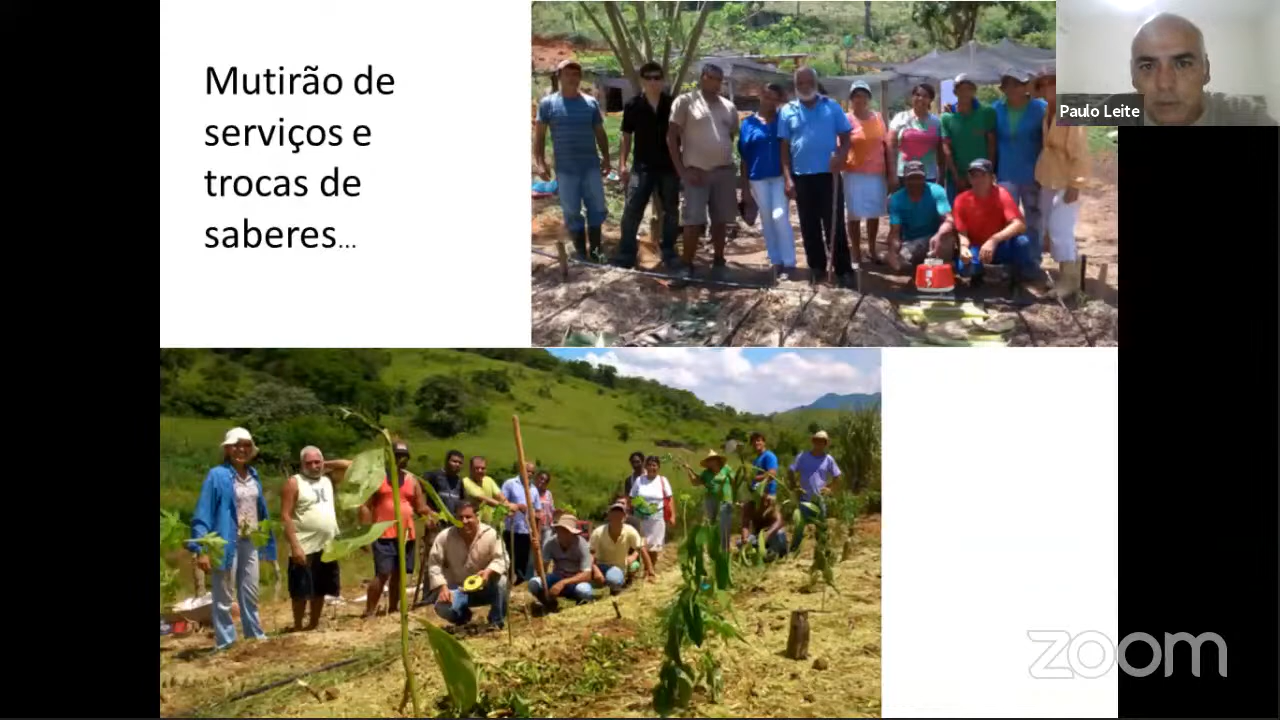 Mutirão de
serviços e
trocas de
saberes...
Paulo Leite
zoom